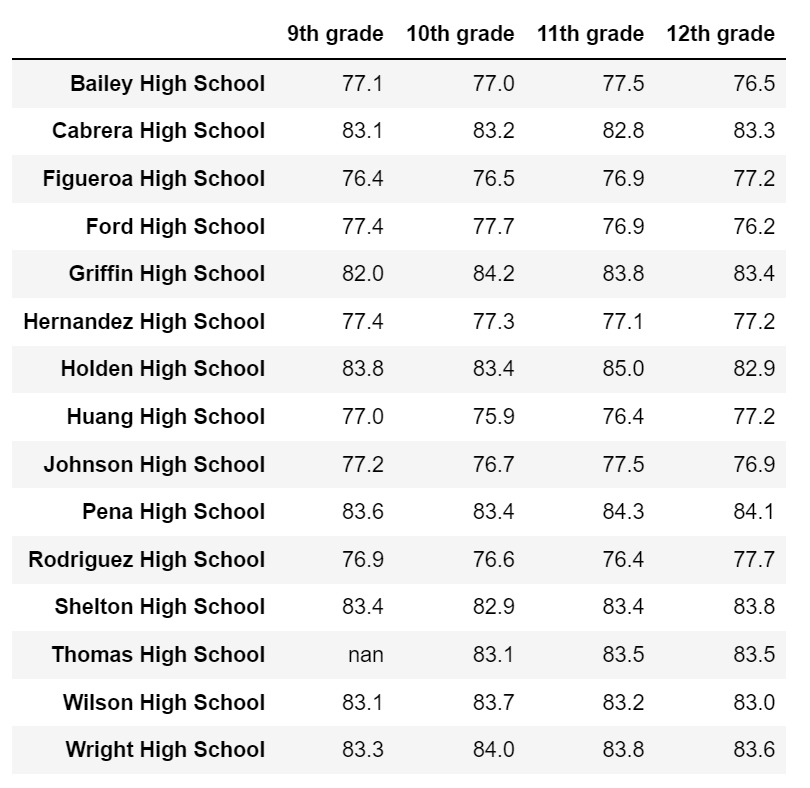 9th grade 10th grade 11th grade 12th grade
Bailey High School 77.1 77.0 77.5 76.5
Cabrera High School 83.1 83.2 82.8 83.3
Figueroa High School 76.4 76.5 76.9 77.2
Ford High School 77.4 77.7 76.9 76.2
Griffin High School 82.0 84.2 83.8 83.4
Hernandez High School 77.4 77.3 77.1 77.2
Holden High School 83.8 83.4 85.0 82.9
Huang High School 77.0 75.9 76.4 77.2
Johnson High School 77.2 76.7 77.5 76.9
Pena High School 83.6 83.4 84.3 84.1
Rodriguez High School 76.9 76.6 76.4 77.7
Shelton High School 83.4 82.9 83.4 83.8
Thomas High School nan 83.1 83.5 83.5
Wilson High School 83.1 83.7 83.2 83.0
Wright High School 83.3 84.0 83.8 83.6